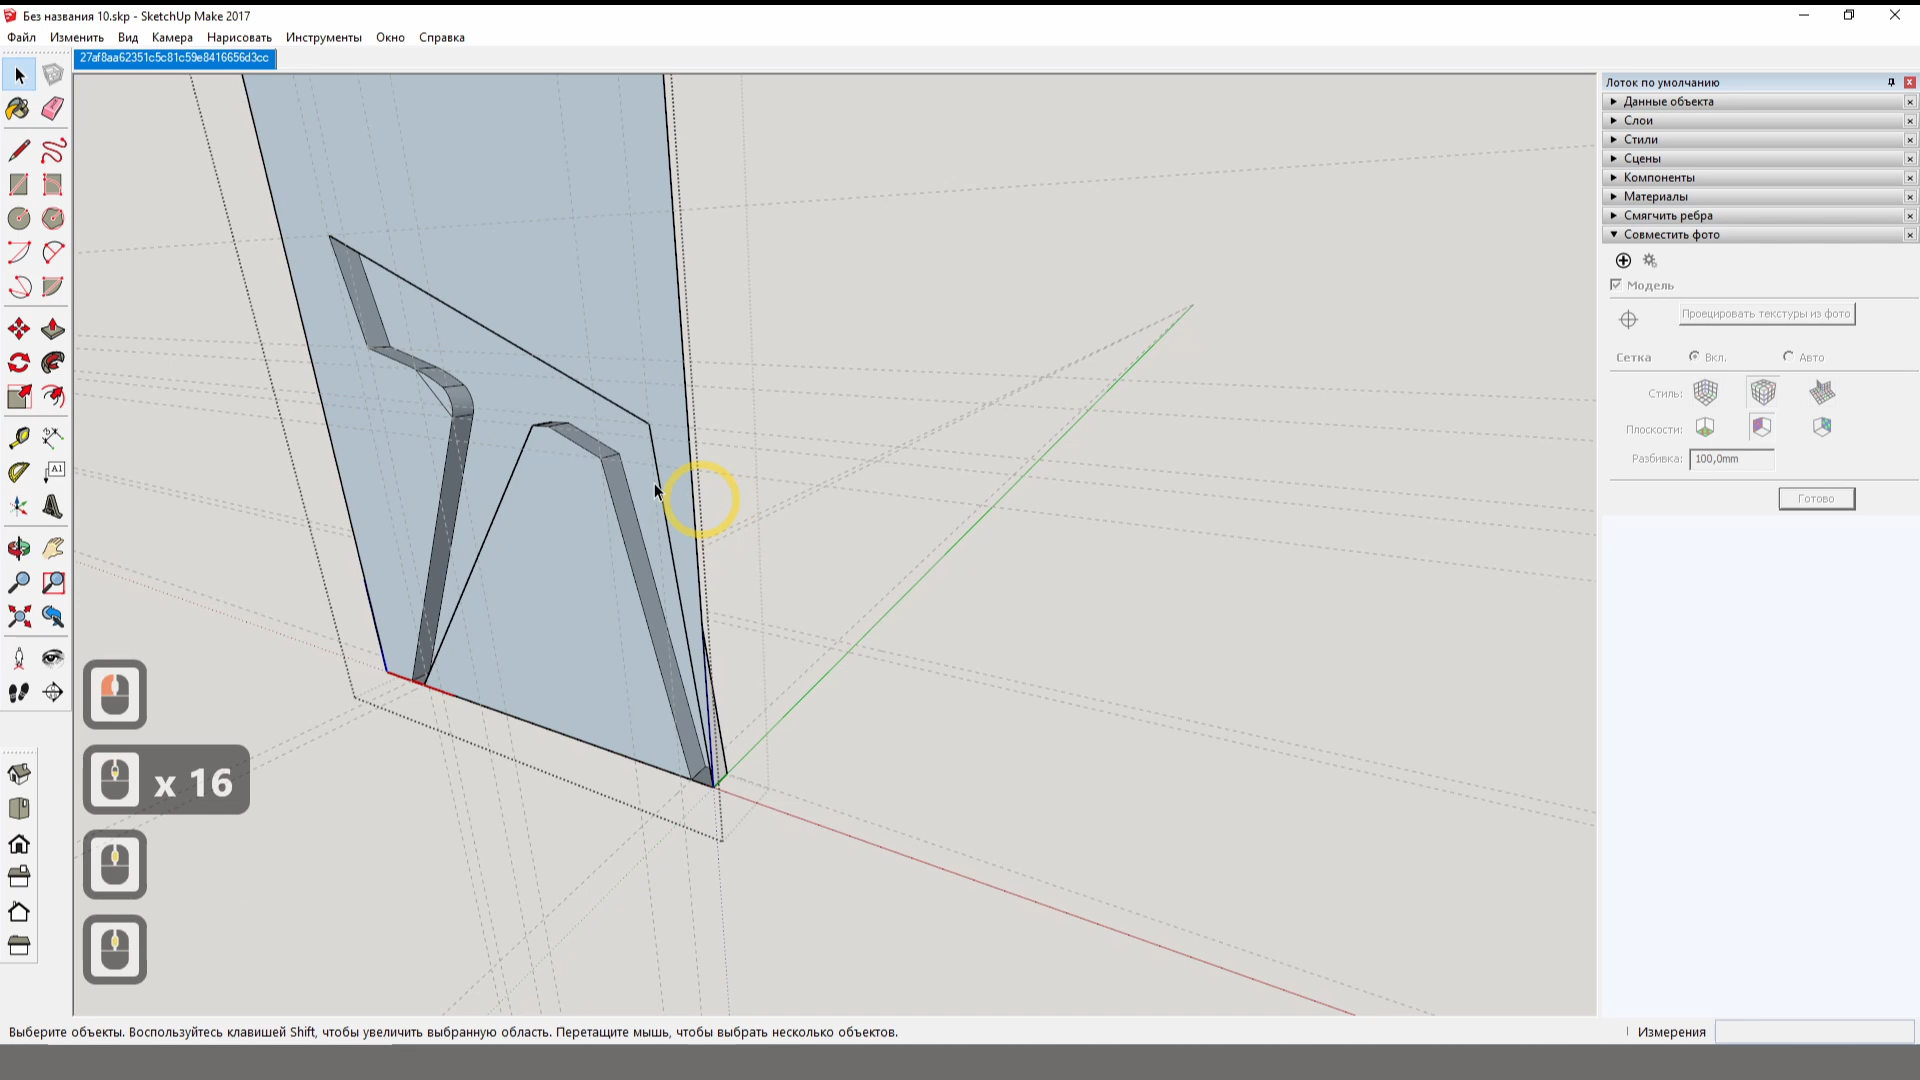 Без названия 10.skp - SketchUp Make 2017
Файл Изменить Вид Камера Нарисовать Инструменты Окно Справка
27af8aa62351c5c81c59e8416656d3cc
Лоток по умолчанию
Данные объекта
Слои
Стили
Сцены
Компоненты
Материалы
Смягчить ребра
Совместить фото
Модель
Проецировать текстуры из фото
Сетка Вкл. Авто
Стиль:
Плоскости:
Разбивка: 100,0mm
Готово
A1
x 16
Выберите объекты. Воспользуйтесь клавишей Shift, чтобы увеличить выбранную область. Перетащите мышь, чтобы выбрать несколько объектов.
Измерения